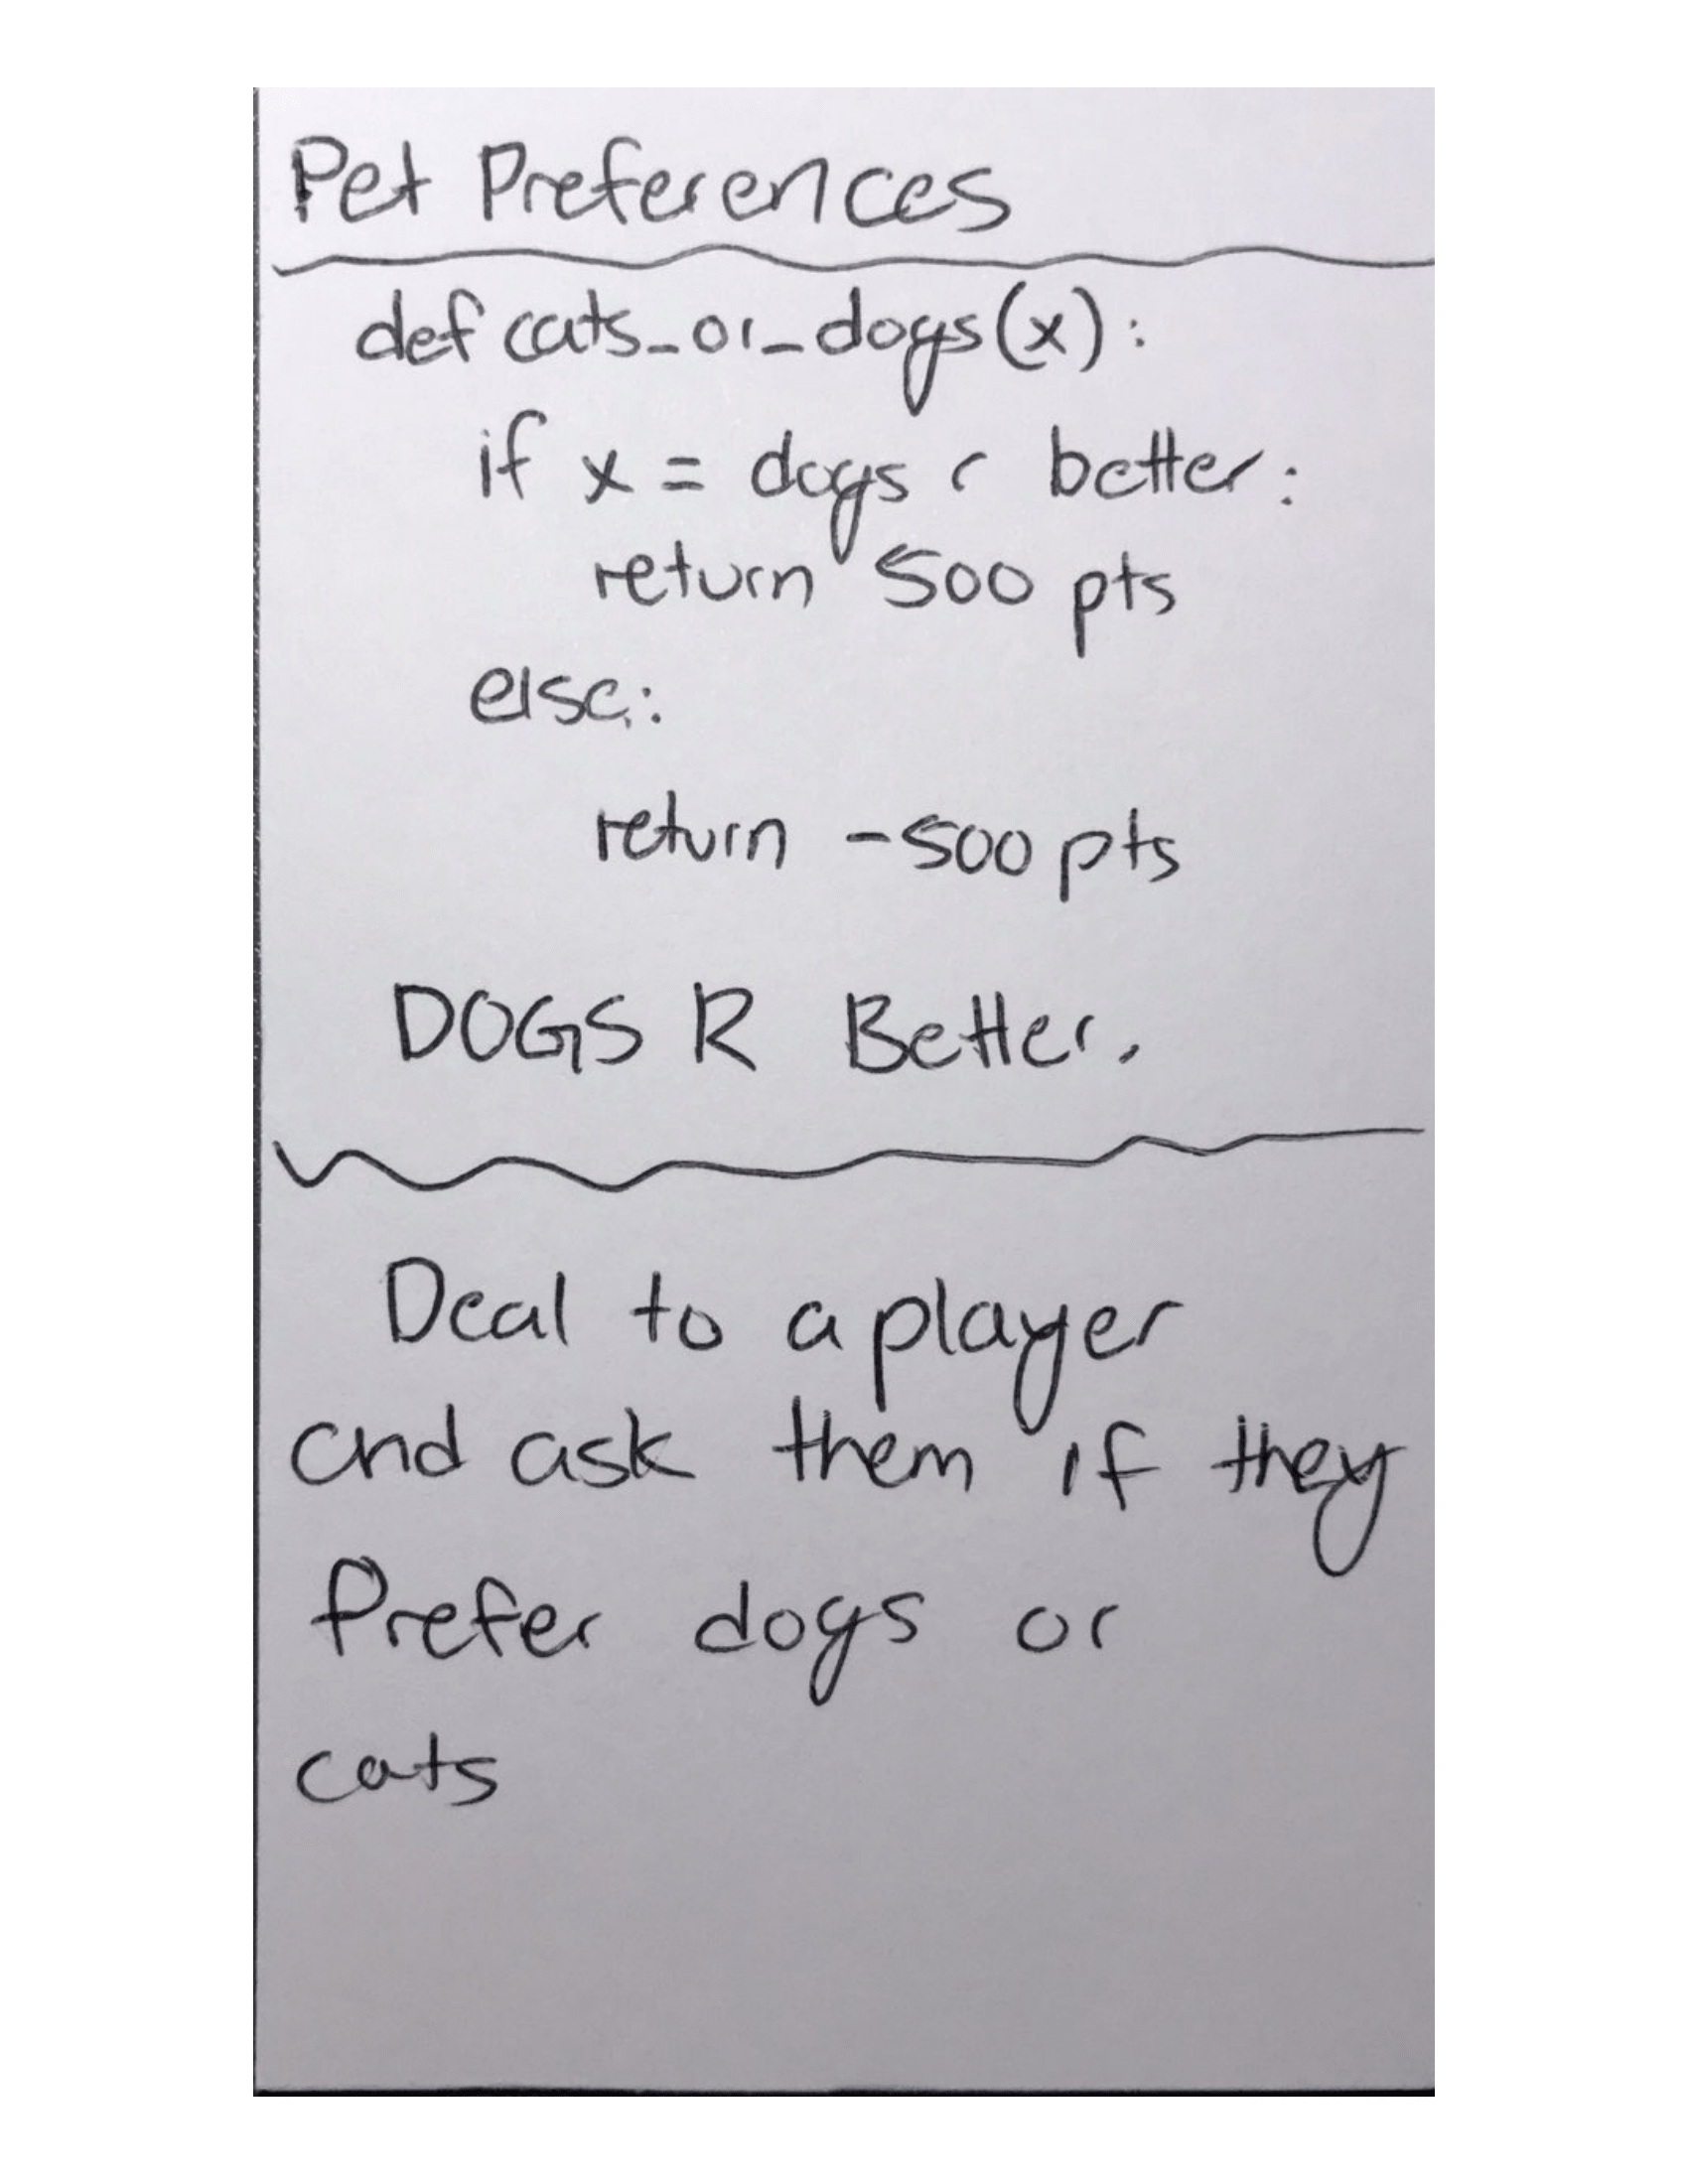 Pet Preferences
def cats_or_dogs(x):
if x = dogs r better:
return 500 pts
else:
return -500 pts
DOGS R Better.
Deal to a player
and ask them if they
Prefer dogs or
cats